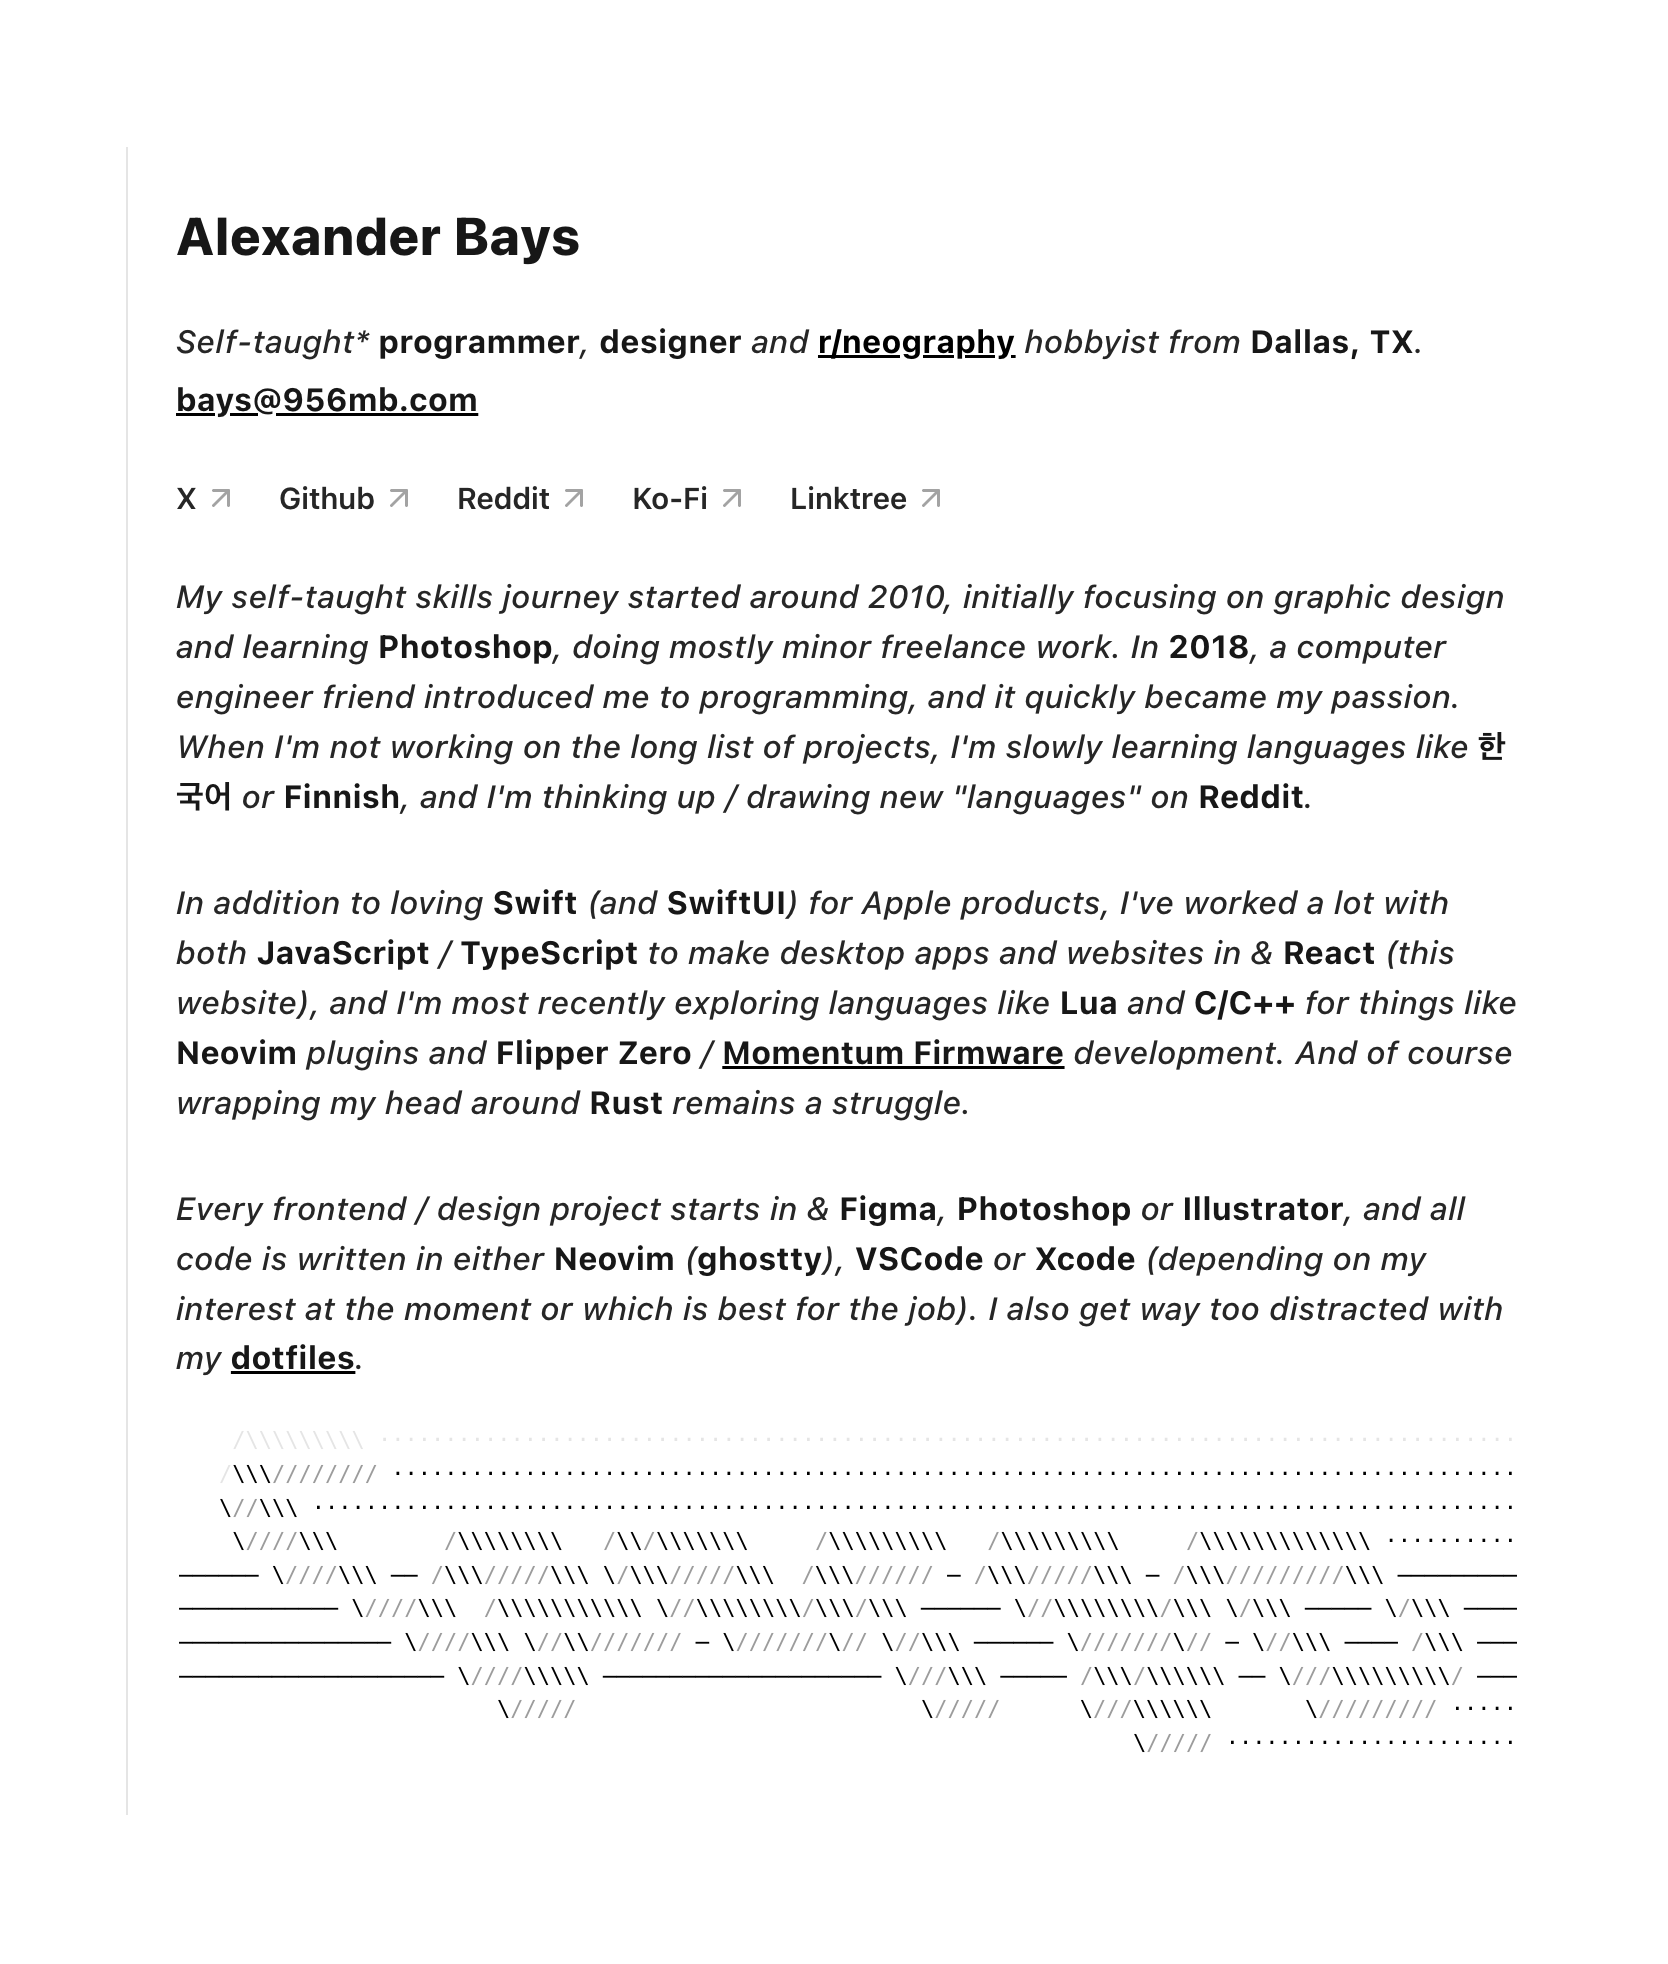 Alexander Bays
Self-taught* programmer, designer and r/neography hobbyist from Dallas, TX.
bays@956mb.com
X Github Reddit Ko-Fi Linktree
My self-taught skills journey started around 2010, initially focusing on graphic design
and learning Photoshop, doing mostly minor freelance work. In 2018, a computer
engineer friend introduced me to programming, and it quickly became my passion.
When I'm not working on the long list of projects, I'm slowly learning languages like 한
국어 or Finnish, and I'm thinking up / drawing new "languages" on Reddit.
In addition to loving Swift (and SwiftUI) for Apple products, I've worked a lot with
both JavaScript / TypeScript to make desktop apps and websites in & React (this
website), and I'm most recently exploring languages like Lua and C/C++ for things like
Neovim plugins and Flipper Zero / Momentum Firmware development. And of course
wrapping my head around Rust remains a struggle.
Every frontend / design project starts in & Figma, Photoshop or Illustrator, and all
code is written in either Neovim (ghostty), VSCode or Xcode (depending on my
interest at the moment or which is best for the job). I also get way too distracted with
my dotfiles.